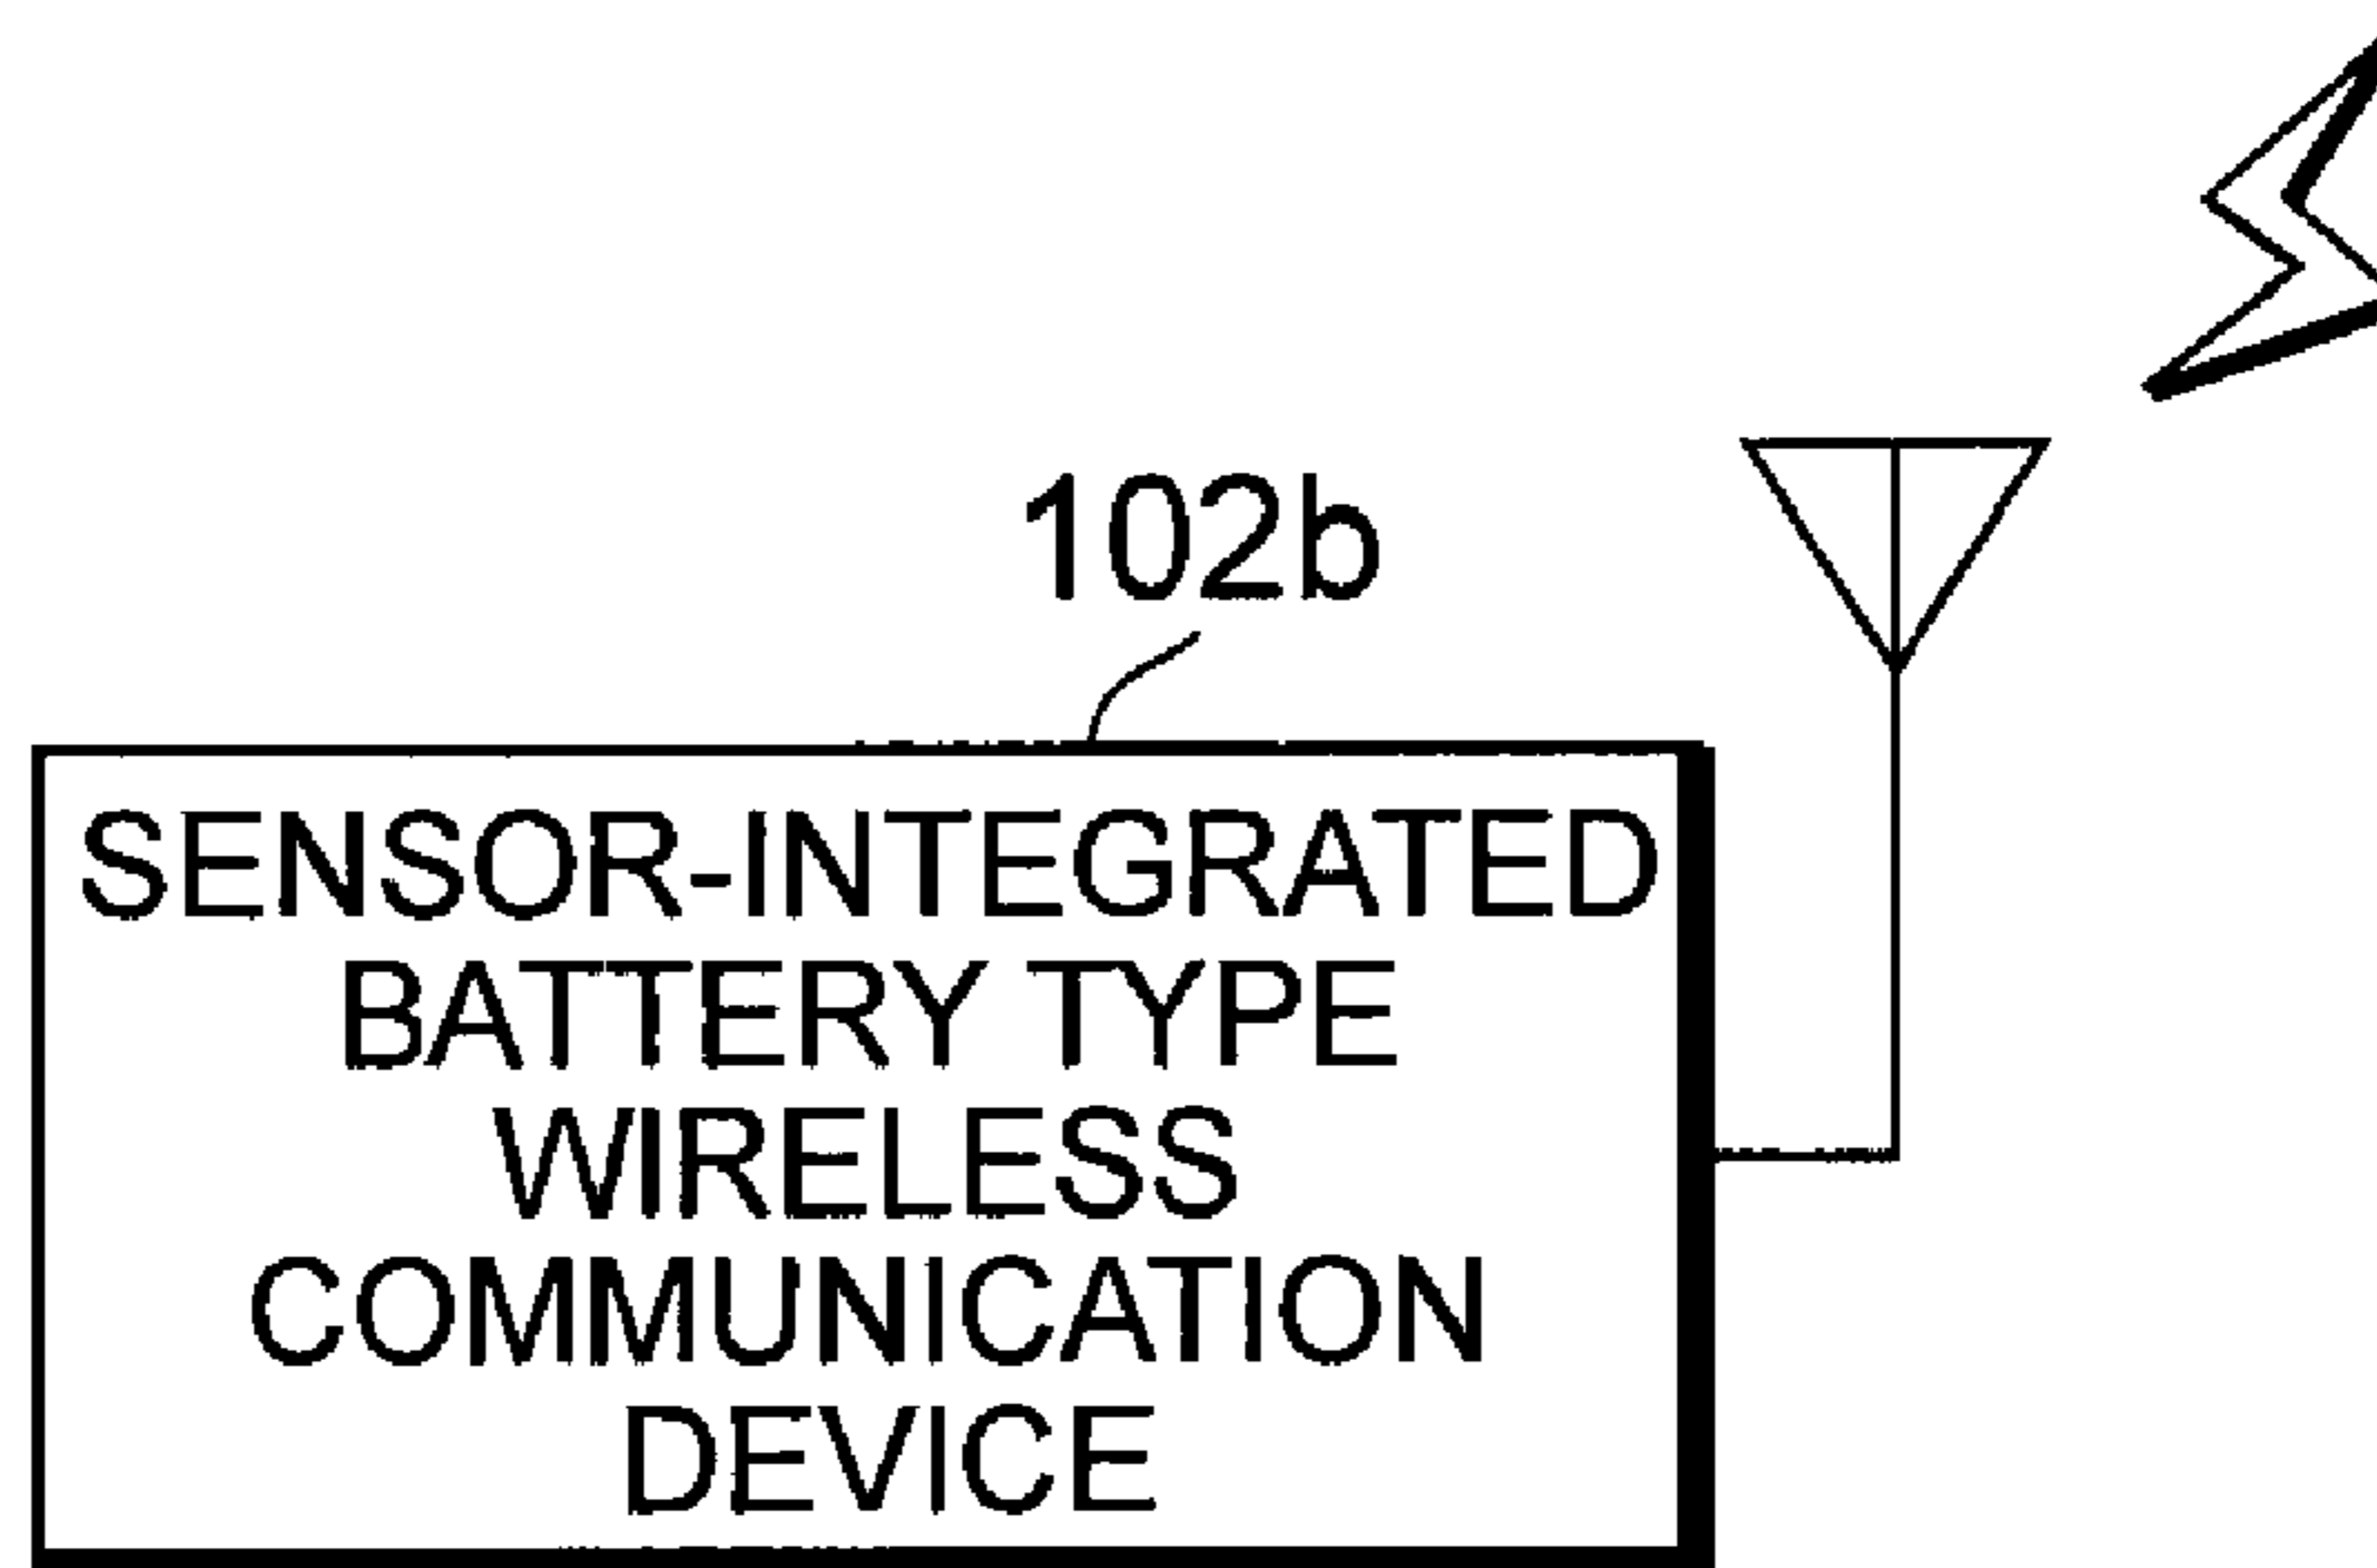 102b
SENSOR-INTEGRATED
BATTERY TYPE
WIRELESS
COMMUNICATION
DEVICE